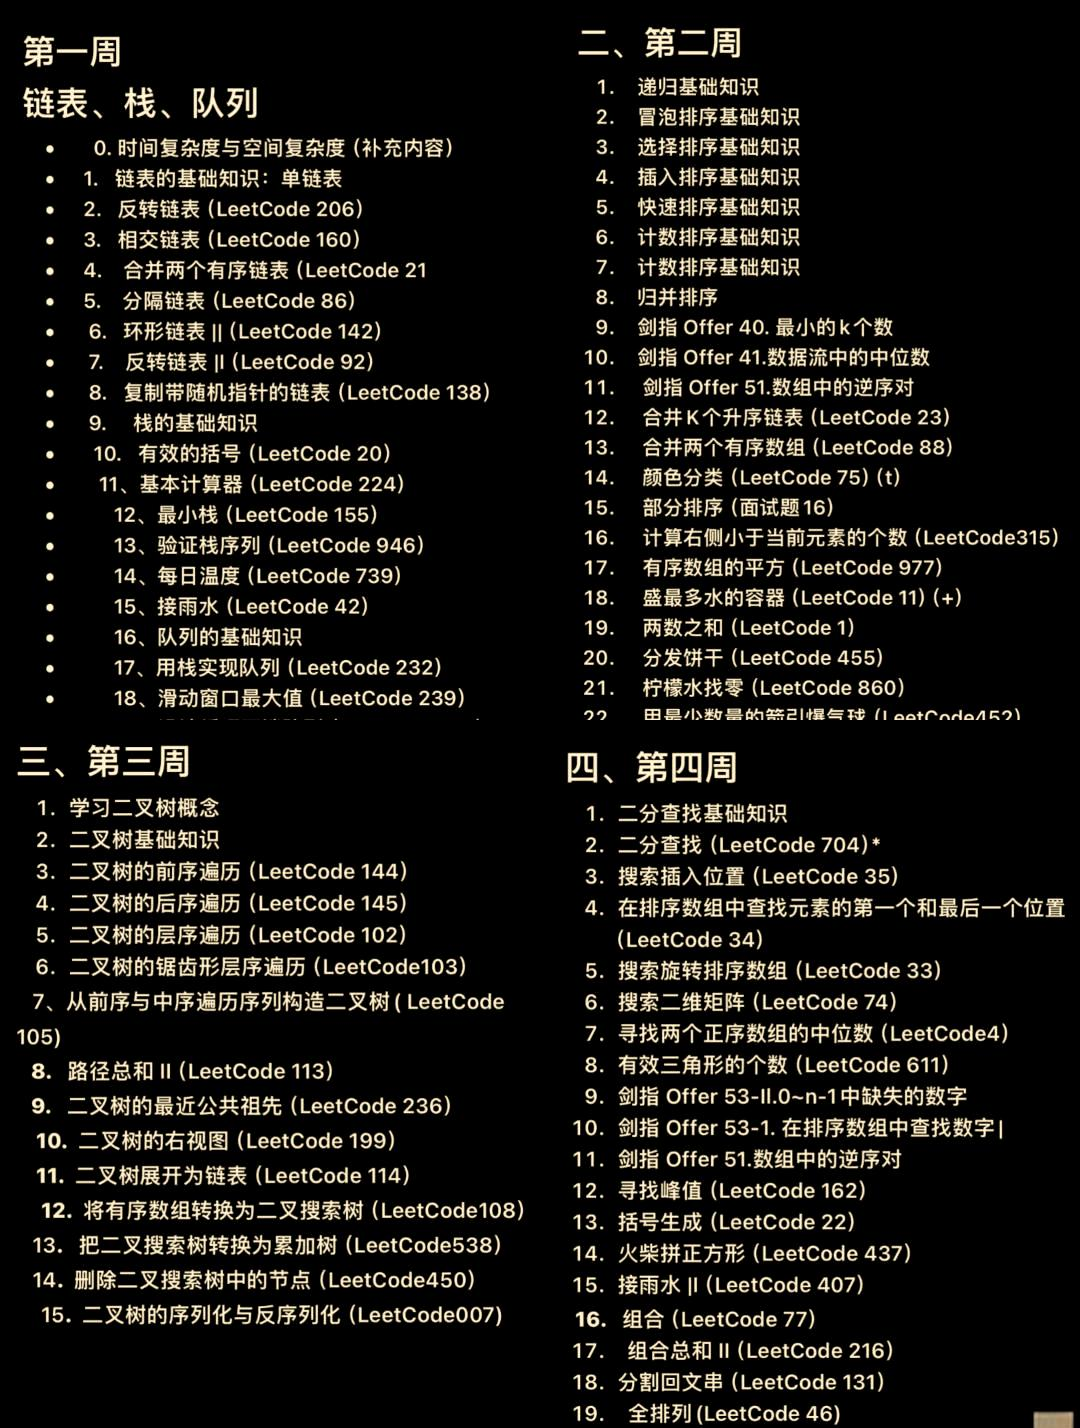 第一周
链表、栈、队列
• 0. 时间复杂度与空间复杂度（补充内容）
• 1. 链表的基础知识：单链表
• 2. 反转链表（LeetCode 206）
• 3. 相交链表（LeetCode 160）
• 4. 合并两个有序链表（LeetCode 21
• 5. 分隔链表（LeetCode 86）
• 6. 环形链表 ||（LeetCode 142）
• 7. 反转链表 |l（LeetCode 92）
• 8. 复制带随机指针的链表（LeetCode 138）
• 9. 栈的基础知识
• 10. 有效的括号（LeetCode 20）
• 11、基本计算器（LeetCode 224）
• 12、最小栈（LeetCode 155）
• 13、验证栈序列（LeetCode 946）
• 14、每日温度（LeetCode 739）
• 15、接雨水（LeetCode 42）
• 16、队列的基础知识
• 17、用栈实现队列（LeetCode 232）
• 18、滑动窗口最大值（LeetCode 239）
二、第二周
1. 递归基础知识
2. 冒泡排序基础知识
3. 选择排序基础知识
4. 插入排序基础知识
5. 快速排序基础知识
6. 计数排序基础知识
7. 计数排序基础知识
8. 归并排序
9. 剑指 Offer 40. 最小的k个数
10. 剑指 Offer 41.数据流中的中位数
11. 剑指 Offer 51.数组中的逆序对
12. 合并K个升序链表（LeetCode 23）
13. 合并两个有序数组（LeetCode 88）
14. 颜色分类（LeetCode 75）（t）
15. 部分排序（面试题16）
16. 计算右侧小于当前元素的个数（LeetCode315）
17. 有序数组的平方（LeetCode 977）
18. 盛最多水的容器（LeetCode 11）（+）
19. 两数之和（LeetCode 1）
20. 分发饼干（LeetCode 455）
21. 柠檬水找零（LeetCode 860）
22. 用最少数量的箭引爆气球（LeetCode452）
三、第三周
1. 学习二叉树概念
2. 二叉树基础知识
3. 二叉树的前序遍历（LeetCode 144）
4. 二叉树的后序遍历（LeetCode 145）
5. 二叉树的层序遍历（LeetCode 102）
6. 二叉树的锯齿形层序遍历（LeetCode103）
7、从前序与中序遍历序列构造二叉树 ( LeetCode
105)
8. 路径总和 II（LeetCode 113）
9. 二叉树的最近公共祖先（LeetCode 236）
10. 二叉树的右视图（LeetCode 199）
11. 二叉树展开为链表（LeetCode 114）
12. 将有序数组转换为二叉搜索树（LeetCode108）
13. 把二叉搜索树转换为累加树（LeetCode538）
14. 删除二叉搜索树中的节点（LeetCode450）
15. 二叉树的序列化与反序列化（LeetCode007）
四、第四周
1. 二分查找基础知识
2. 二分查找（LeetCode 704）*
3. 搜索插入位置（LeetCode 35）
4. 在排序数组中查找元素的第一个和最后一个位置
（LeetCode 34）
5. 搜索旋转排序数组（LeetCode 33）
6. 搜索二维矩阵（LeetCode 74）
7. 寻找两个正序数组的中位数（LeetCode4）
8. 有效三角形的个数（LeetCode 611）
9. 剑指 Offer 53-II.0~n-1中缺失的数字
10. 剑指 Offer 53-1. 在排序数组中查找数字|
11. 剑指 Offer 51.数组中的逆序对
12. 寻找峰值（LeetCode 162）
13. 括号生成（LeetCode 22）
14. 火柴拼正方形（LeetCode 437）
15. 接雨水 |l（LeetCode 407）
16. 组合（LeetCode 77）
17. 组合总和 II（LeetCode 216）
18. 分割回文串（LeetCode 131）
19. 全排列 (LeetCode 46)